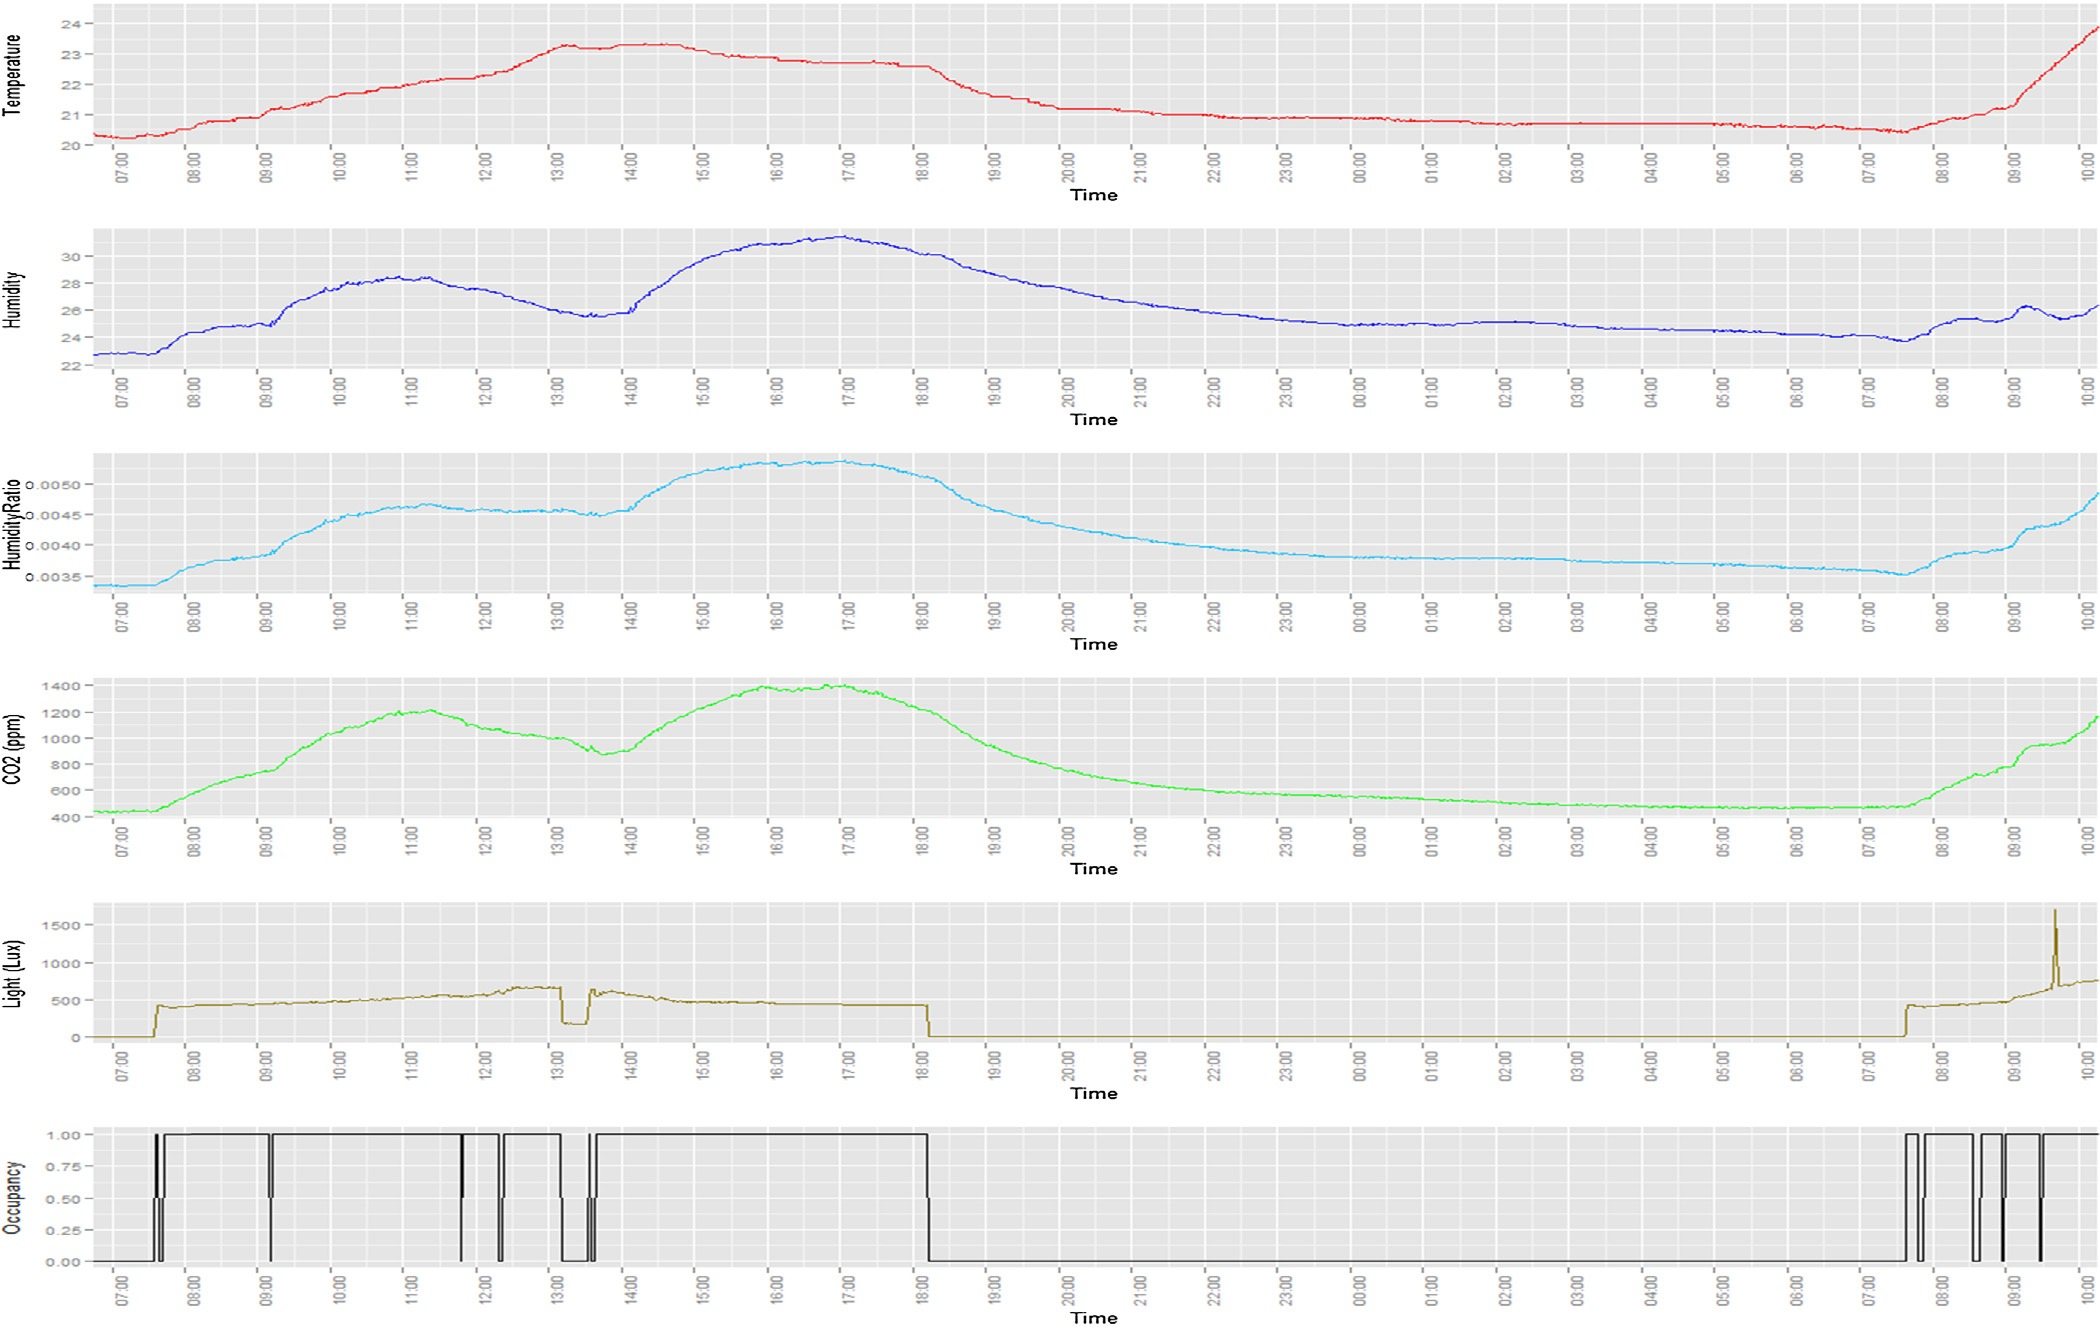 Temperature
24
23
22
21
20
07:00 08:00 09:00 10:00 11:00 12:00 13:00 14:00 15:00 16:00 17:00 18:00 19:00 20:00 21:00 22:00 23:00 00:00 01:00 02:00 03:00 04:00 05:00 06:00 07:00 08:00 09:00 10:00
Time
Humidity
30
28
26
24
22
07:00 08:00 09:00 10:00 11:00 12:00 13:00 14:00 15:00 16:00 17:00 18:00 19:00 20:00 21:00 22:00 23:00 00:00 01:00 02:00 03:00 04:00 05:00 06:00 07:00 08:00 09:00 10:00
Time
HumidityRatio
0.0050
0.0045
0.0040
0.0035
07:00 08:00 09:00 10:00 11:00 12:00 13:00 14:00 15:00 16:00 17:00 18:00 19:00 20:00 21:00 22:00 23:00 00:00 01:00 02:00 03:00 04:00 05:00 06:00 07:00 08:00 09:00 10:00
Time
CO2 (ppm)
1400
1200
1000
800
600
400
07:00 08:00 09:00 10:00 11:00 12:00 13:00 14:00 15:00 16:00 17:00 18:00 19:00 20:00 21:00 22:00 23:00 00:00 01:00 02:00 03:00 04:00 05:00 06:00 07:00 08:00 09:00 10:00
Time
Light (Lux)
1500
1000
500
0
07:00 08:00 09:00 10:00 11:00 12:00 13:00 14:00 15:00 16:00 17:00 18:00 19:00 20:00 21:00 22:00 23:00 00:00 01:00 02:00 03:00 04:00 05:00 06:00 07:00 08:00 09:00 10:00
Time
Occupancy
1.00
0.75
0.50
0.25
0.00
07:00 08:00 09:00 10:00 11:00 12:00 13:00 14:00 15:00 16:00 17:00 18:00 19:00 20:00 21:00 22:00 23:00 00:00 01:00 02:00 03:00 04:00 05:00 06:00 07:00 08:00 09:00 10:00
Time